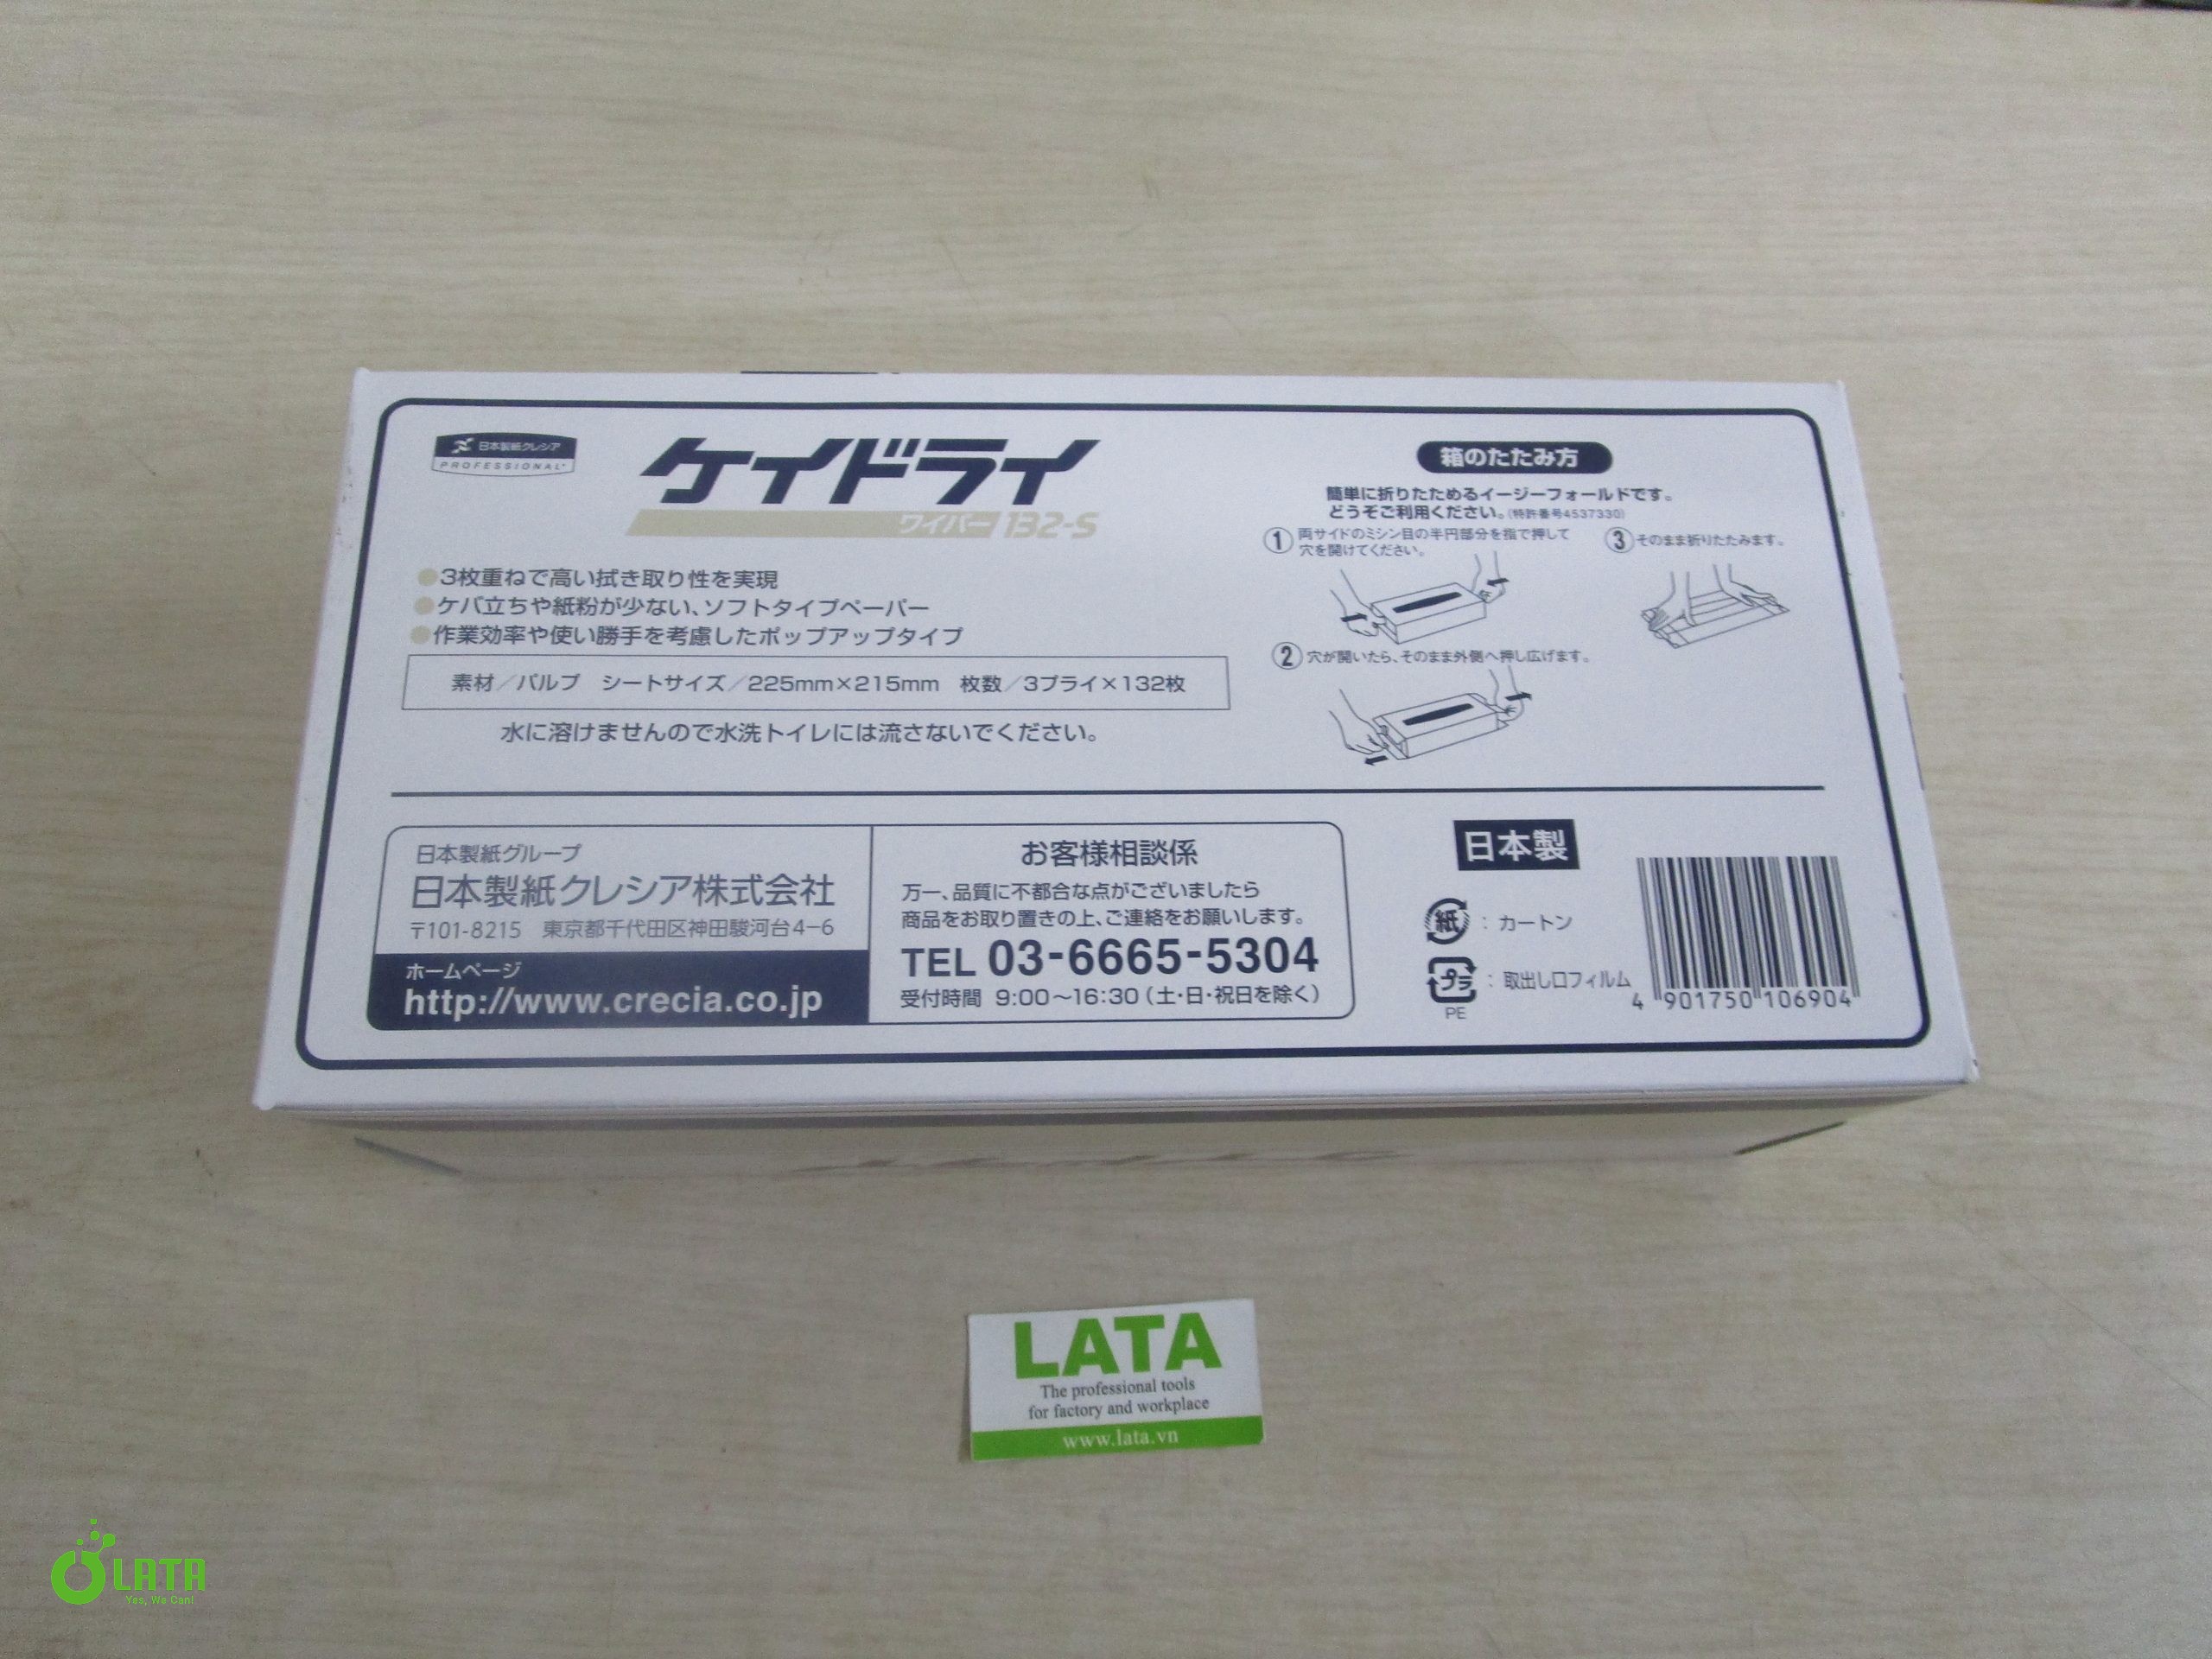 日本製紙クレシア
PROFESSIONAL
ケイドライ
ワイパー 132-S
●3枚重ねで高い拭き取り性を実現
●ケバ立ちや紙粉が少ない、ソフトタイプペーパー
●作業効率や使い勝手を考慮したポップアップタイプ
素材/パルプ シートサイズ/225mm×215mm 枚数/3プライ×132枚
水に溶けませんので水洗トイレには流さないでください。
箱のたたみ方
簡単に折りたためるイージーフォールドです。
どうぞご利用ください。(特許番号4537330)
① 両サイドのミシン目の半円部分を指で押して
穴を開けてください。
② 穴が開いたら、そのまま外側へ押し広げます。
③ そのまま折りたたみます。
日本製紙グループ
日本製紙クレシア株式会社
〒101-8215 東京都千代田区神田駿河台4-6
ホームページ
http://www.crecia.co.jp
お客様相談係
万一、品質に不都合な点がございましたら
商品をお取り置きの上、ご連絡をお願いします。
TEL 03-6665-5304
受付時間 9:00~16:30(土・日・祝日を除く)
日本製
紙 : カートン
プラ : 取出し口フィルム
PE
4 901750 106904
LATA
The professional tools
for factory and workplace
www.lata.vn
LATA
Yes, We Can!